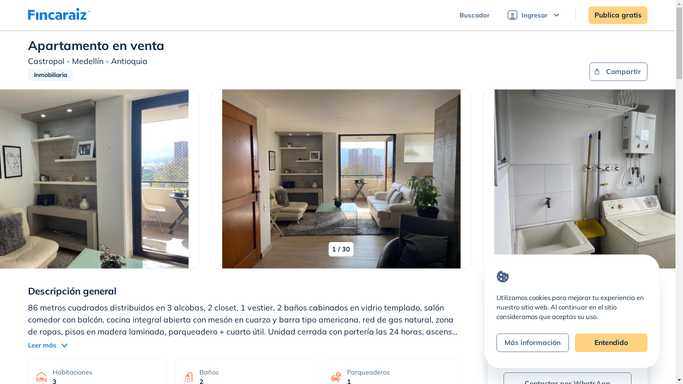 Fincaraiz
Buscador
Ingresar
Publica gratis
Apartamento en venta
Castropol - Medellín - Antioquia
Inmobiliaria
Compartir
1 / 30
Descripción general
86 metros cuadrados distribuidos en 3 alcobas, 2 closet, 1 vestier, 2 baños cabinados en vidrio templado, salón
comedor con balcón, cocina integral abierta con mesón en cuarzo y barra tipo americana, red de gas natural, zona
de ropas, pisos en madera laminada, parqueadero + cuarto útil. Unidad cerrada con portería las 24 horas, ascens...
Leer más
Habitaciones
3
Baños
2
Parqueaderos
1
Utilizamos cookies para mejorar tu experiencia en
nuestro sitio web. Al continuar en el sitio
consideramos que aceptas su uso.
Más información
Entendido
Contactar por WhatsApp